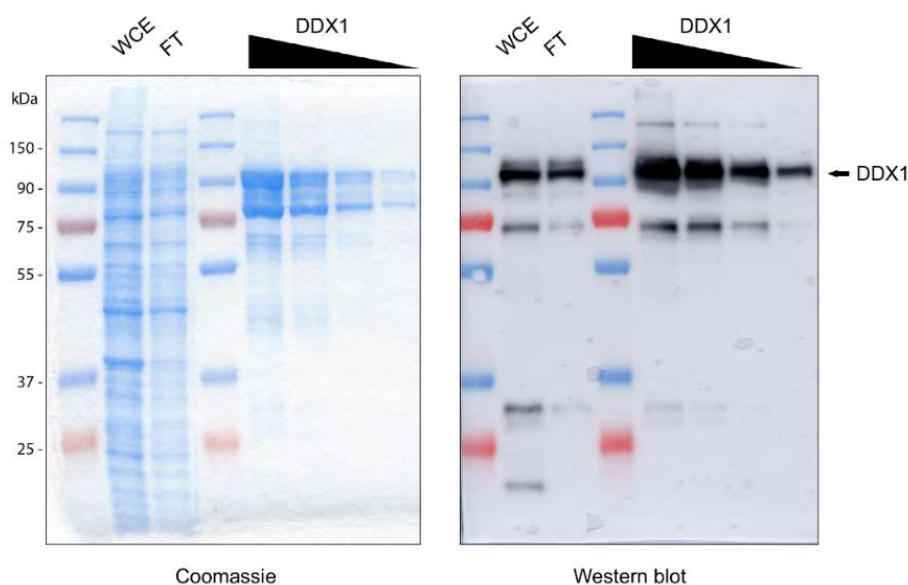 WCE FT DDX1 WCE FT DDX1
kDa
150 -
90 -
75 -
55 -
37 -
25 -
DDX1
Coomassie Western blot